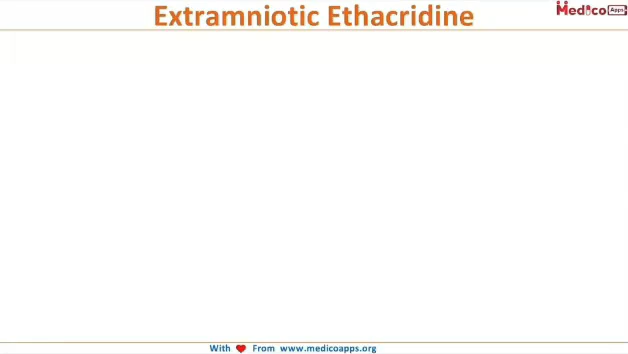 Extramniotic Ethacridine
Medico Apps
With From www.medicoapps.org